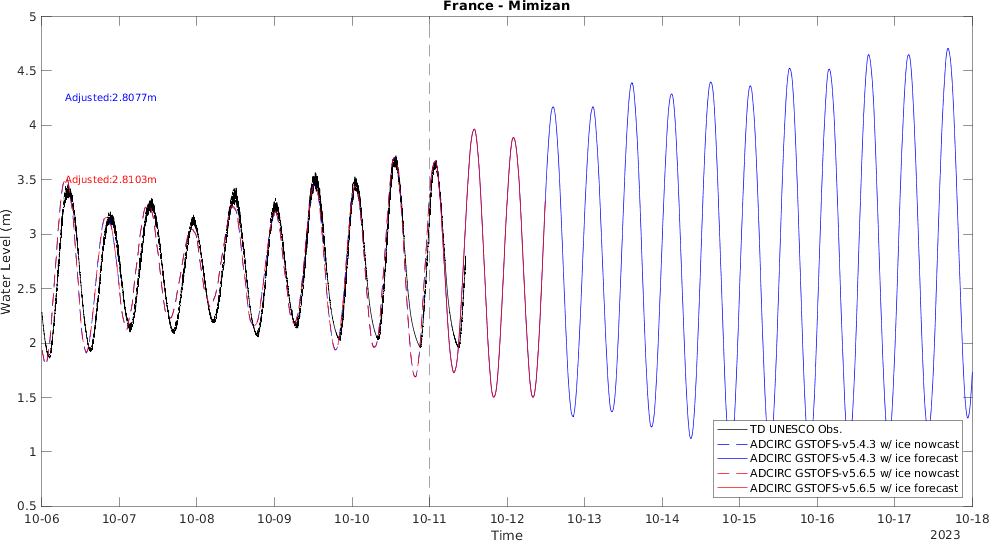 France - Mimizan
5
4.5
4
3.5
3
2.5
2
1.5
1
0.5
Water Level (m)
Adjusted:2.8077m
Adjusted:2.8103m
TD UNESCO Obs.
ADCIRC GSTOFS-v5.4.3 w/ ice nowcast
ADCIRC GSTOFS-v5.4.3 w/ ice forecast
ADCIRC GSTOFS-v5.6.5 w/ ice nowcast
ADCIRC GSTOFS-v5.6.5 w/ ice forecast
10-06 10-07 10-08 10-09 10-10 10-11 10-12 10-13 10-14 10-15 10-16 10-17 10-18
Time
2023